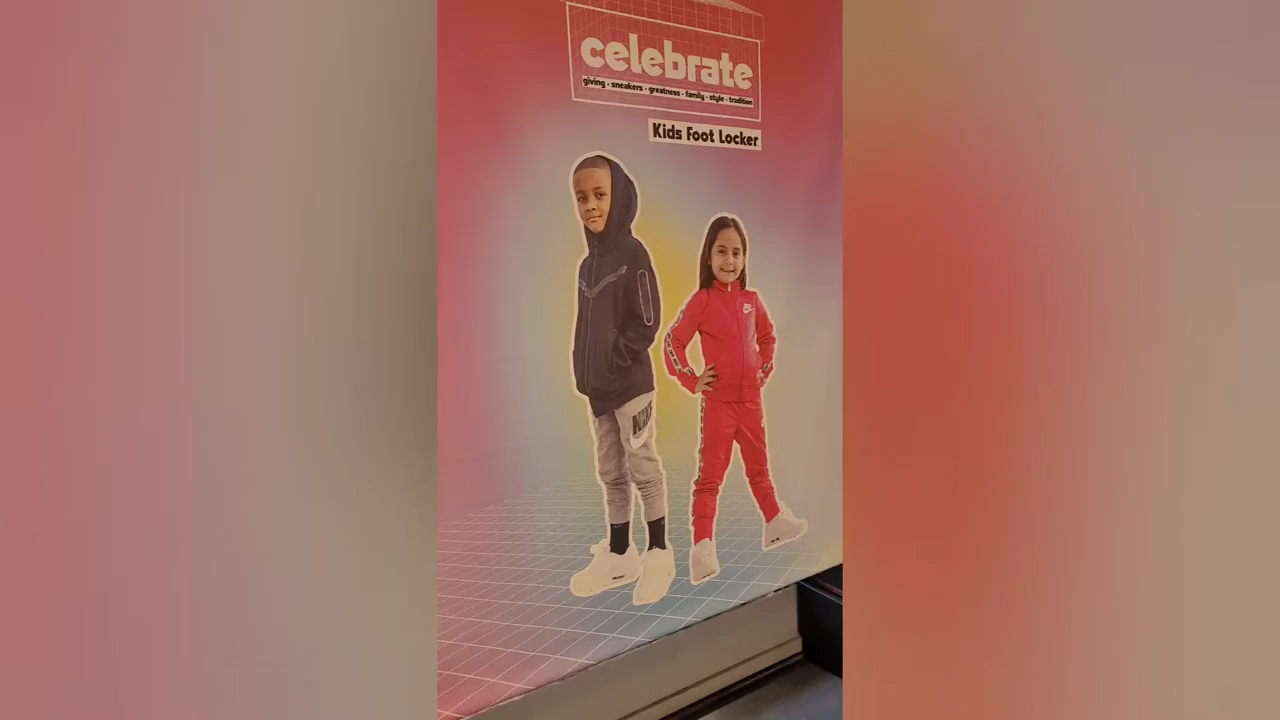 celebrate
giving • sneakers • greatness • family • style • tradition
Kids Foot Locker
NIKE